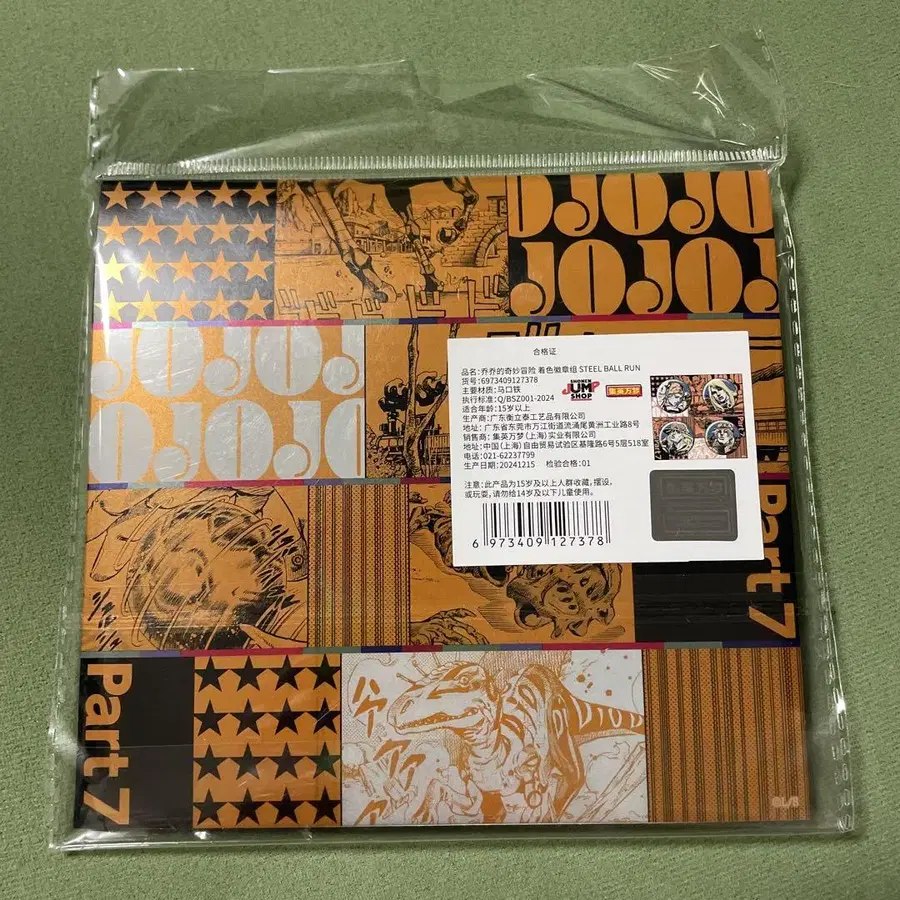 JOJO
JOJO
JOJO
JOJO
合格证
品名:乔乔的奇妙冒险 着色徽章组 STEEL BALL RUN
货号:6973409127378
主要材质:马口铁
执行标准:Q/BSZ001-2024
适合年龄:15岁以上
生产商:广东衡立泰工艺品有限公司
地址: 广东省东莞市万江街道流涌尾黄洲工业路8号
销售商: 集英万梦(上海)实业有限公司
地址:中国(上海)自由贸易试验区基隆路6号5层518室
电话:021-62237799
生产日期:20241215 检验合格:01
注意:此产品为15岁及以上人群收藏,摆设,
或玩耍,请勿给14岁及以下儿童使用。
6 973409 127378
SHONEN
JUMP
SHOP
集英万梦
Part7
Part7
©L/S